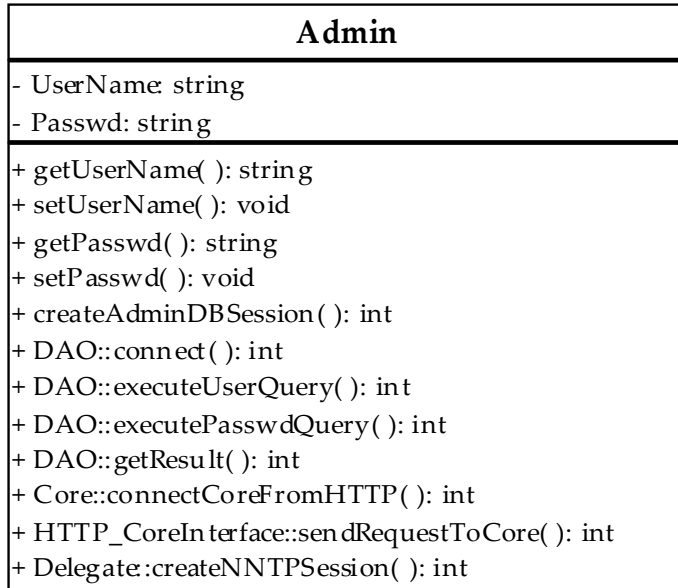 Admin
- UserName: string
- Passwd: string
+ getUserName( ): string
+ setUserName( ): void
+ getPasswd( ): string
+ setPasswd( ): void
+ createAdminDBSession( ): int
+ DAO::connect( ): int
+ DAO::executeUserQuery( ): int
+ DAO::executePasswdQuery( ): int
+ DAO::getResult( ): int
+ Core::connectCoreFromHTTP( ): int
+ HTTP_CoreInterface::sendRequestToCore( ): int
+ Delegate::createNNTPSession( ): int